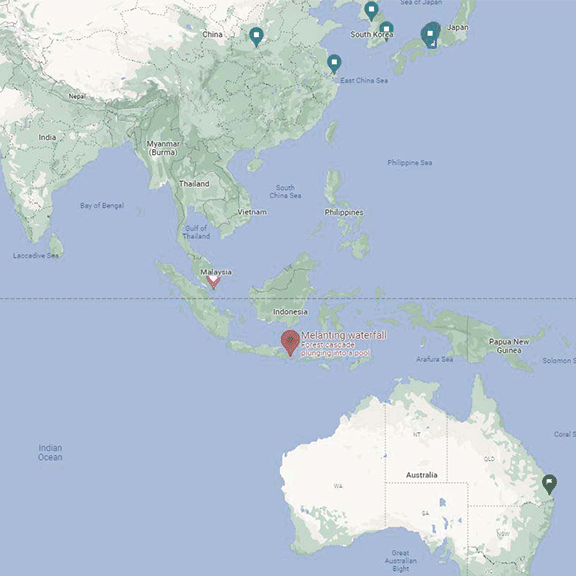 Sea of Japan
Japan
China
South Korea
East China Sea
Nepal
India
Myanmar
(Burma)
Philippine Sea
Thailand
South
China Sea
Bay of Bengal
Vietnam
Philippines
Gulf of
Thailand
Laccadive Sea
Malaysia
Indonesia
Melanting waterfall
Forest cascade
plunging into a pool
Papua New
Guinea
Arafura Sea
Solomon S
Coral S
NT
Indian
Ocean
QLD
Australia
WA
SA
NSW
Great
Australian
Bight